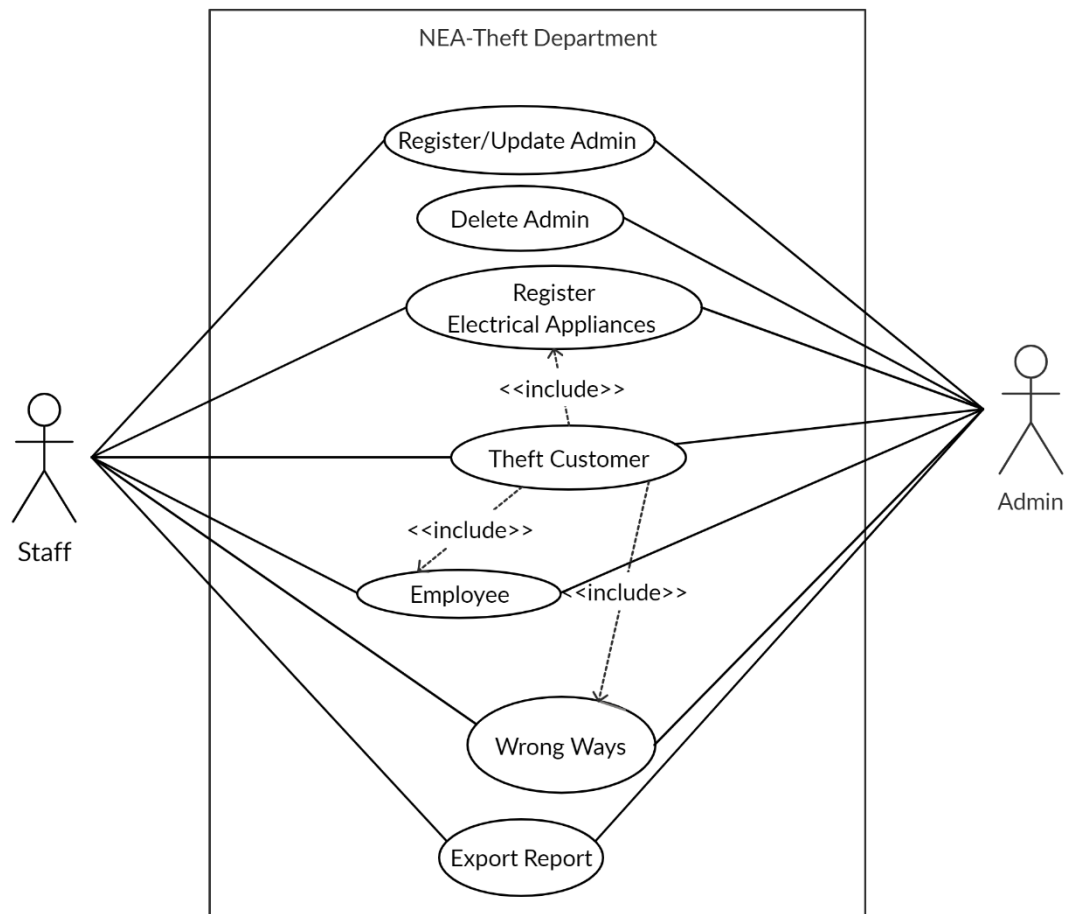 NEA-Theft Department
Register/Update Admin
Delete Admin
Register
Electrical Appliances
<<include>>
Theft Customer
<<include>>
Employee
<<include>>
Wrong Ways
Export Report
Staff
Admin